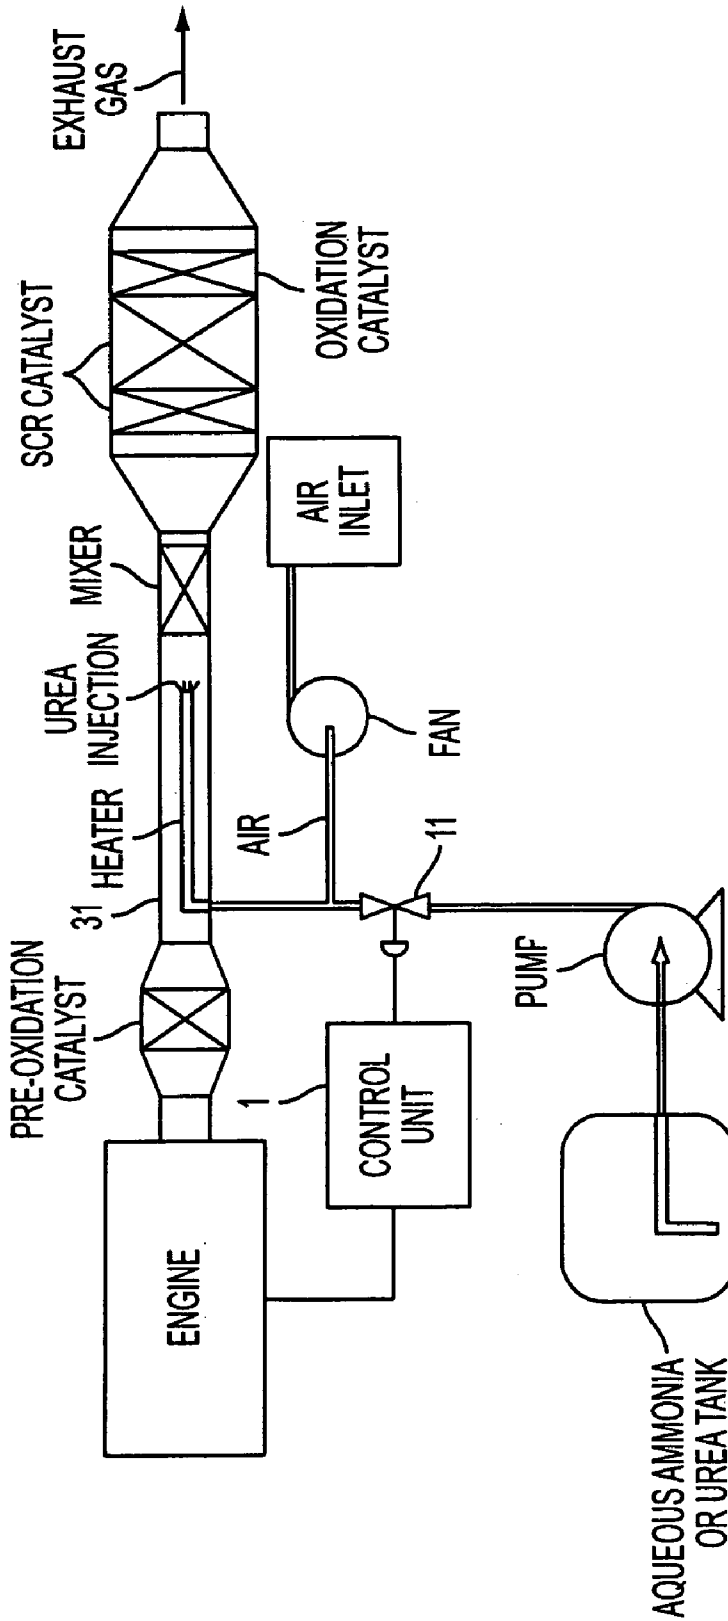 EXHAUST
GAS
SCR CATALYST
OXIDATION
CATALYST
MIXER
AIR
INLET
UREA
INJECTION
HEATER
31
FAN
AIR
11
PRE-OXIDATION
CATALYST
PUMP
1
CONTROL
UNIT
ENGINE
AQUEOUS AMMONIA
OR UREA TANK